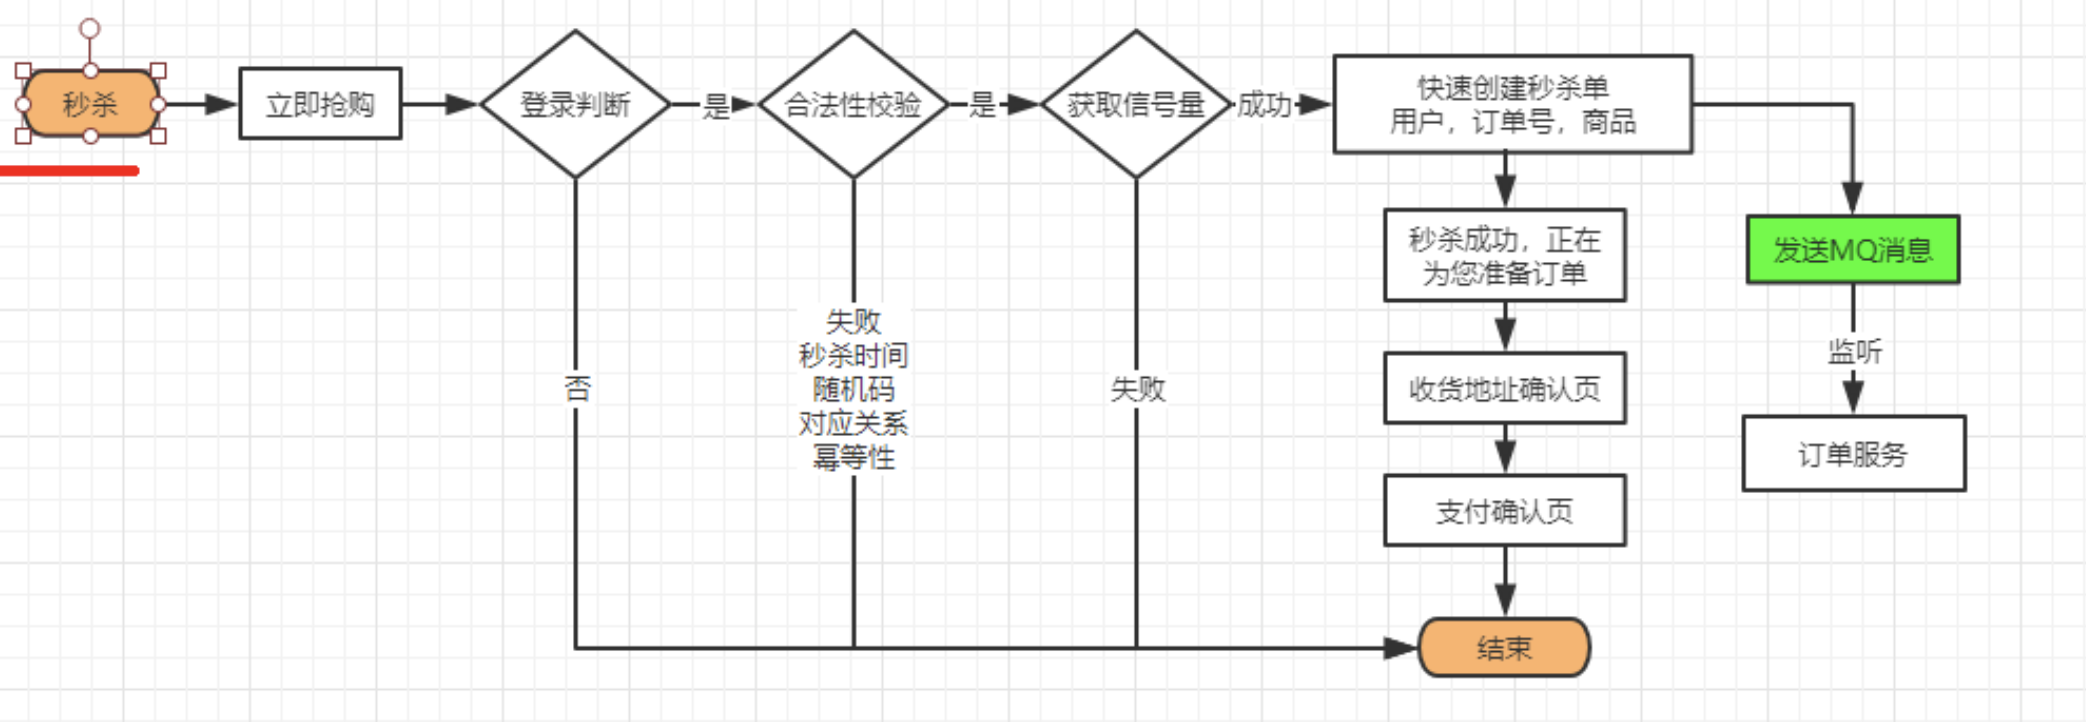 秒杀
立即抢购
登录判断
是
合法性校验
是
获取信号量
成功
快速创建秒杀单
用户，订单号，商品
秒杀成功，正在
为您准备订单
发送MQ消息
失败
秒杀时间
随机码
对应关系
幂等性
否
失败
监听
收货地址确认页
订单服务
支付确认页
结束